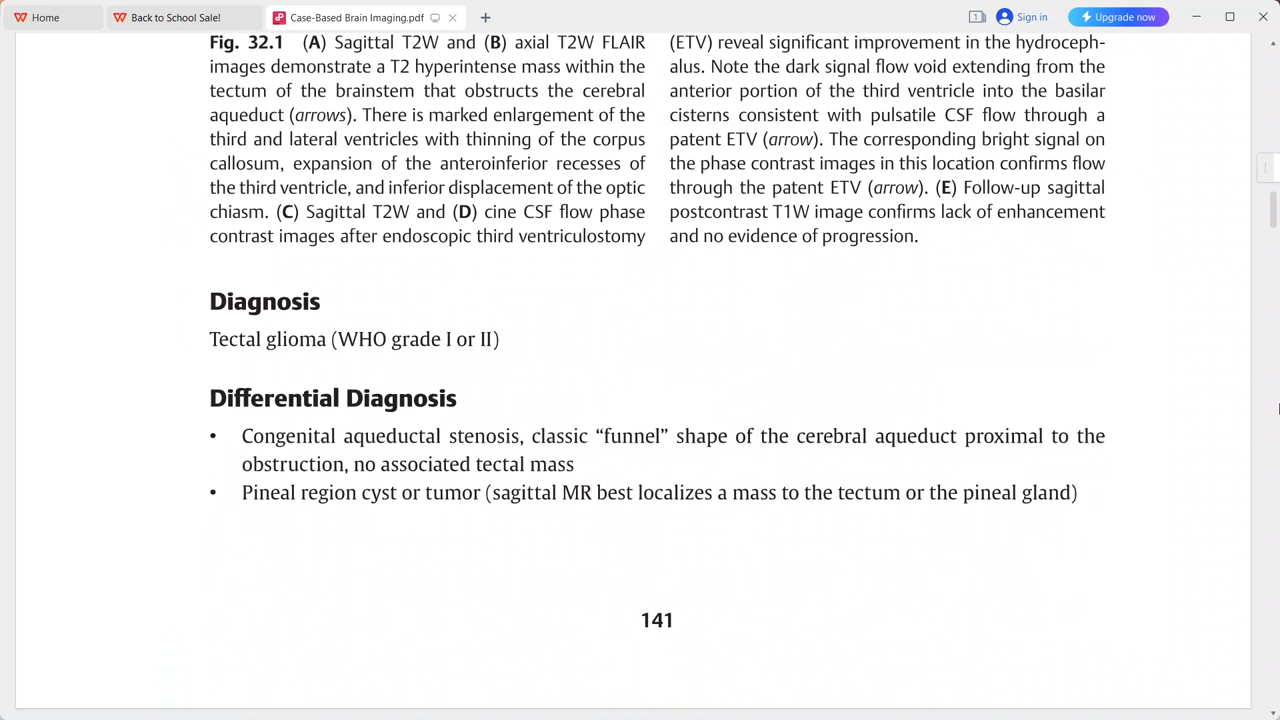 Home
Back to School Sale!
Case-Based Brain Imaging.pdf
1
Sign in
Upgrade now
Fig. 32.1 (A) Sagittal T2W and (B) axial T2W FLAIR
images demonstrate a T2 hyperintense mass within the
tectum of the brainstem that obstructs the cerebral
aqueduct (arrows). There is marked enlargement of the
third and lateral ventricles with thinning of the corpus
callosum, expansion of the anteroinferior recesses of
the third ventricle, and inferior displacement of the optic
chiasm. (C) Sagittal T2W and (D) cine CSF flow phase
contrast images after endoscopic third ventriculostomy
(ETV) reveal significant improvement in the hydroceph-
alus. Note the dark signal flow void extending from the
anterior portion of the third ventricle into the basilar
cisterns consistent with pulsatile CSF flow through a
patent ETV (arrow). The corresponding bright signal on
the phase contrast images in this location confirms flow
through the patent ETV (arrow). (E) Follow-up sagittal
postcontrast T1W image confirms lack of enhancement
and no evidence of progression.
Diagnosis
Tectal glioma (WHO grade I or II)
Differential Diagnosis
• Congenital aqueductal stenosis, classic “funnel” shape of the cerebral aqueduct proximal to the
obstruction, no associated tectal mass
• Pineal region cyst or tumor (sagittal MR best localizes a mass to the tectum or the pineal gland)
141